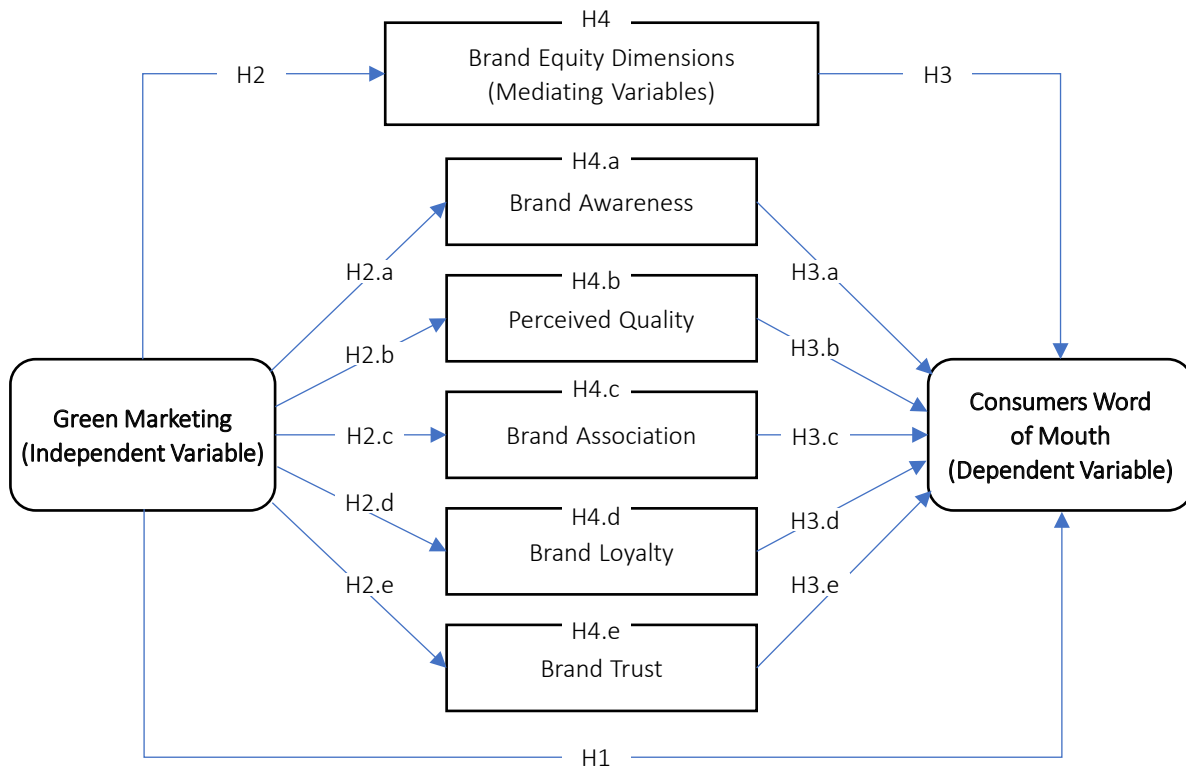 H4
Brand Equity Dimensions
(Mediating Variables)
H2
H3
H4.a
Brand Awareness
H2.a
H3.a
H4.b
Perceived Quality
H2.b
H3.b
Green Marketing
(Independent Variable)
H4.c
Brand Association
H2.c
H3.c
Consumers Word
of Mouth
(Dependent Variable)
H2.d
H3.d
H4.d
Brand Loyalty
H2.e
H3.e
H4.e
Brand Trust
H1